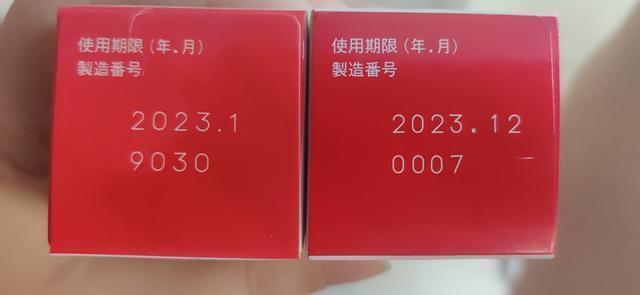 使用期限(年.月)
製造番号
2023.1
9030
使用期限(年.月)
製造番号
2023.12
0007